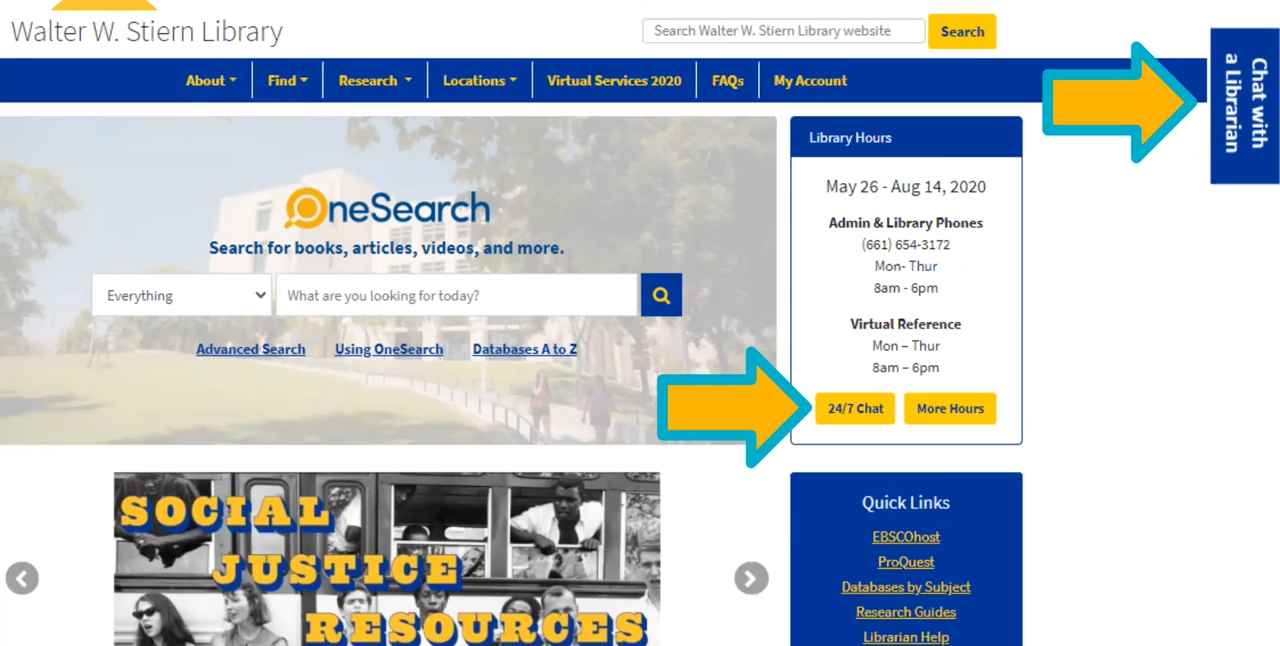 Walter W. Stiern Library
Search Walter W. Stiern Library website
Search
Chat with
a Librarian
About
Find
Research
Locations
Virtual Services 2020
FAQs
My Account
OneSearch
Search for books, articles, videos, and more.
Everything
What are you looking for today?
Advanced Search
Using OneSearch
Databases A to Z
Library Hours
May 26 - Aug 14, 2020
Admin & Library Phones
(661) 654-3172
Mon- Thur
8am - 6pm
Virtual Reference
Mon – Thur
8am – 6pm
24/7 Chat
More Hours
SOCIAL
JUSTICE
RESOURCES
Quick Links
EBSCOhost
ProQuest
Databases by Subject
Research Guides
Librarian Help